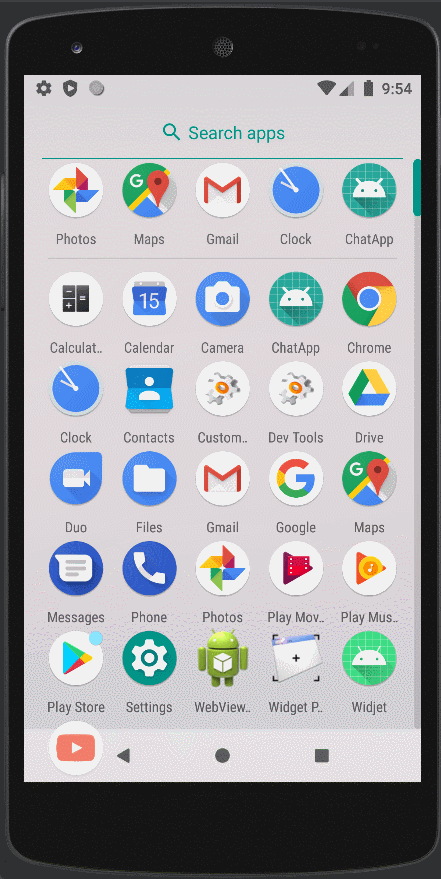 9:54
Search apps
Photos Maps Gmail Clock ChatApp
Calculat.. Calendar Camera ChatApp Chrome
15
Clock Contacts Custom.. Dev Tools Drive
Duo Files Gmail Google Maps
Messages Phone Photos Play Mov.. Play Mus..
Play Store Settings WebView.. Widget P.. Widjet